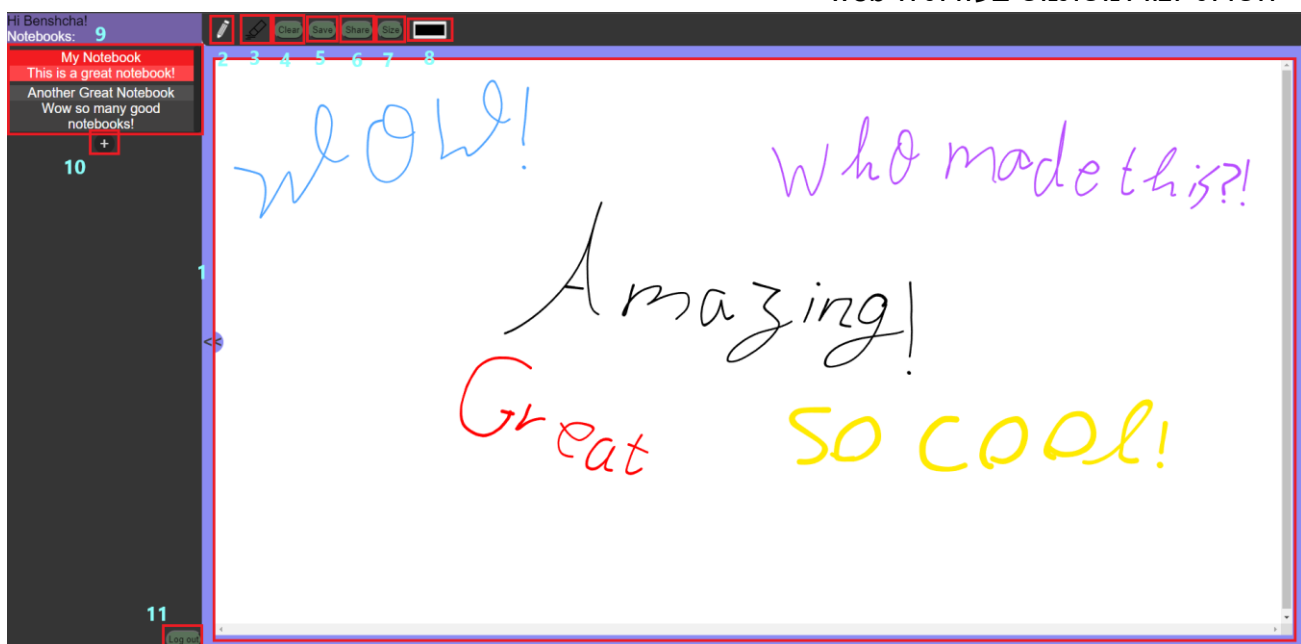 Hi Benshcha!
Notebooks:
9
My Notebook
This is a great notebook!
Another Great Notebook
Wow so many good
notebooks!
+
10
Clear
Save
Share
Size
2
3
4
5
6
7
8
1
<<
WOW!
Who made this?!
Amazing!
Great
so cool!
11
Log out